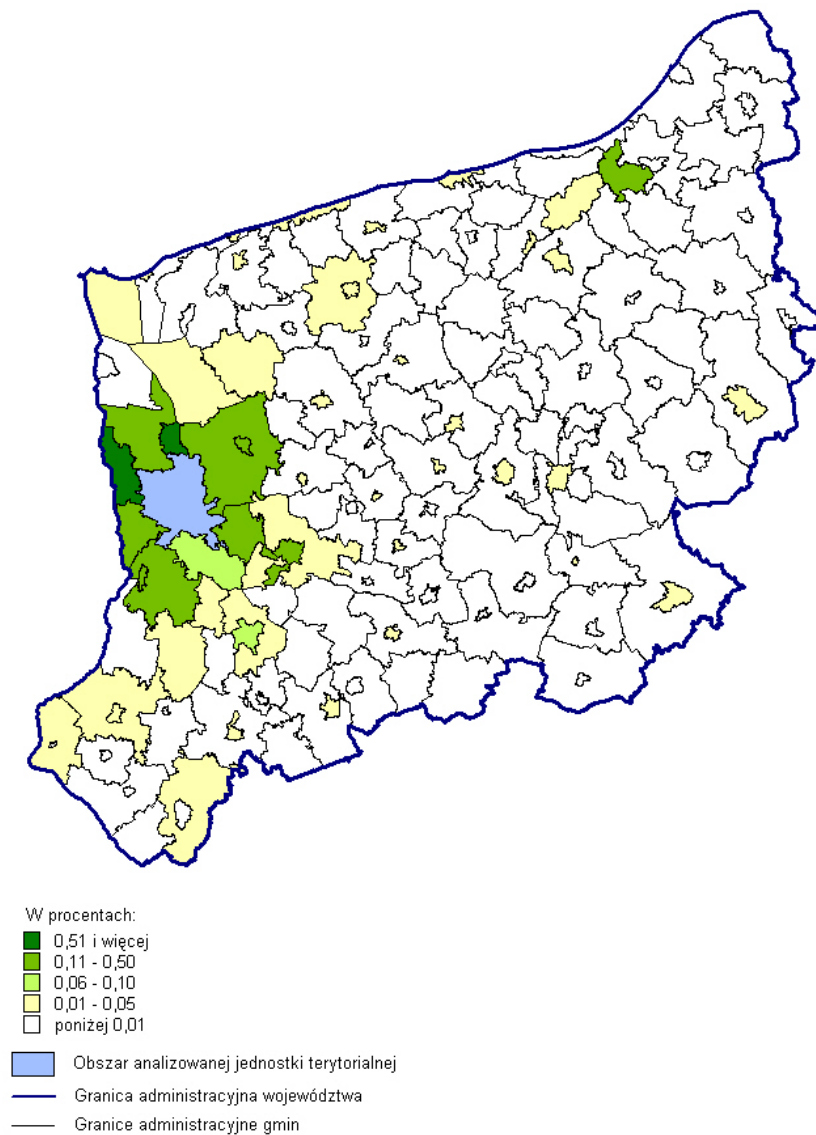 W procentach:
0,51 i więcej
0,11 - 0,50
0,06 - 0,10
0,01 - 0,05
poniżej 0,01
Obszar analizowanej jednostki terytorialnej
Granica administracyjna województwa
Granice administracyjne gmin